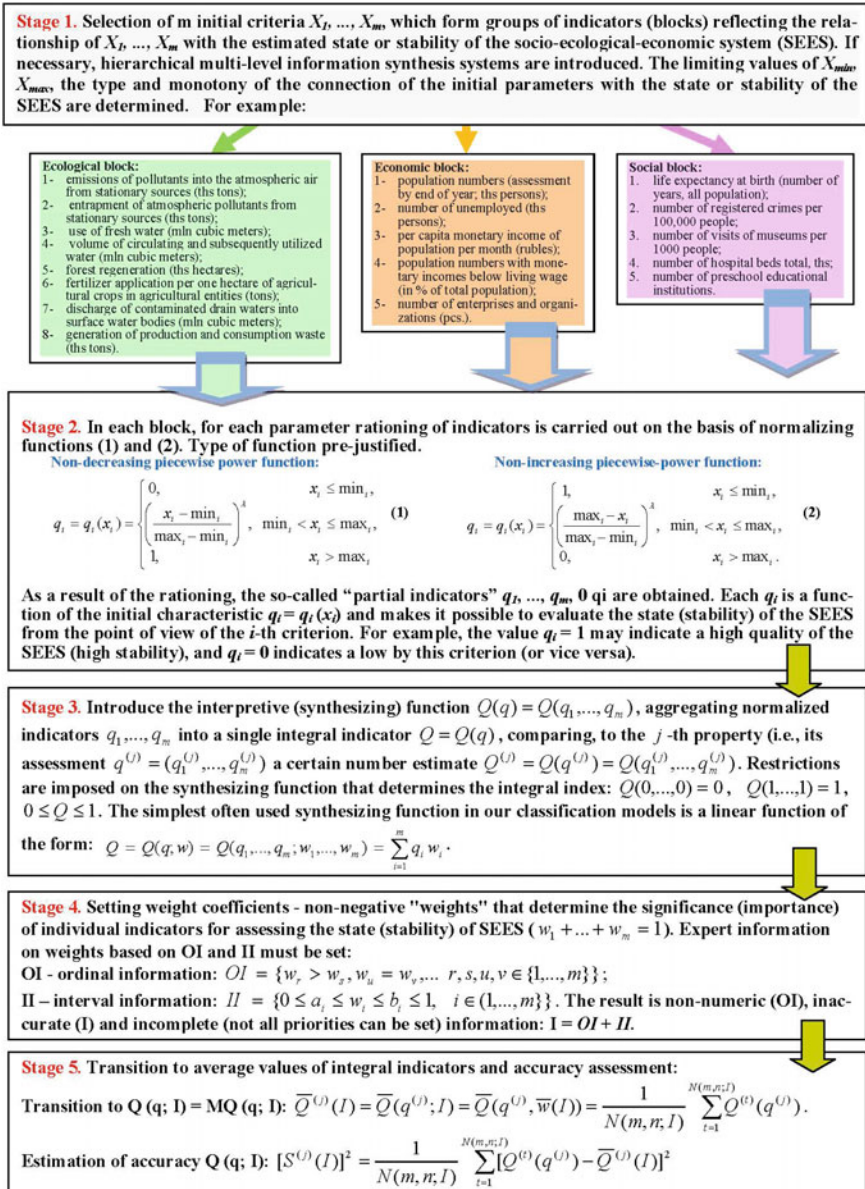 Stage 1. Selection of m initial criteria X₁, ..., Xₘ, which form groups of indicators (blocks) reflecting the rela-
tionship of X₁, ..., Xₘ with the estimated state or stability of the socio-ecological-economic system (SEES). If
necessary, hierarchical multi-level information synthesis systems are introduced. The limiting values of Xmin,
Xmax, the type and monotony of the connection of the initial parameters with the state or stability of the
SEES are determined. For example:
Ecological block:
1- emissions of pollutants into the atmospheric air
from stationary sources (ths tons);
2- entrapment of atmospheric pollutants from
stationary sources (ths tons);
3- use of fresh water (mln cubic meters);
4- volume of circulating and subsequently utilized
water (mln cubic meters);
5- forest regeneration (ths hectares);
6- fertilizer application per one hectare of agricul-
tural crops in agricultural entities (tons);
7- discharge of contaminated drain waters into
surface water bodies (mln cubic meters);
8- generation of production and consumption waste
(ths tons).
Economic block:
1- population numbers (assessment
by end of year; ths persons);
2- number of unemployed (ths
persons);
3- per capita monetary income of
population per month (rubles);
4- population numbers with mone-
tary incomes below living wage
(in % of total population);
5- number of enterprises and organi-
zations (pcs.).
Social block:
1. life expectancy at birth (number of
years, all population);
2. number of registered crimes per
100,000 people;
3. number of visits of museums per
1000 people;
4. number of hospital beds total, ths;
5. number of preschool educational
institutions.
Stage 2. In each block, for each parameter rationing of indicators is carried out on the basis of normalizing
functions (1) and (2). Type of function pre-justified.
Non-decreasing piecewise power function:
qᵢ = qᵢ(xᵢ) = { 0, xᵢ ≤ minᵢ,
((xᵢ − minᵢ) / (maxᵢ − minᵢ))^λ, minᵢ < xᵢ ≤ maxᵢ, (1)
1, xᵢ > maxᵢ
Non-increasing piecewise-power function:
qᵢ = qᵢ(xᵢ) = { 1, xᵢ ≤ minᵢ,
((maxᵢ − xᵢ) / (maxᵢ − minᵢ))^λ, minᵢ < xᵢ ≤ maxᵢ, (2)
0, xᵢ > maxᵢ.
As a result of the rationing, the so-called “partial indicators” q₁, ..., qₘ, 0 qi are obtained. Each qᵢ is a func-
tion of the initial characteristic qᵢ= qᵢ (xᵢ) and makes it possible to evaluate the state (stability) of the SEES
from the point of view of the i-th criterion. For example, the value qᵢ = 1 may indicate a high quality of the
SEES (high stability), and qᵢ = 0 indicates a low by this criterion (or vice versa).
Stage 3. Introduce the interpretive (synthesizing) function Q(q) = Q(q₁,...,qₘ), aggregating normalized
indicators q₁,...,qₘ into a single integral indicator Q = Q(q), comparing, to the j -th property (i.e., its
assessment q⁽ʲ⁾ = (q₁⁽ʲ⁾,...,qₘ⁽ʲ⁾) a certain number estimate Q⁽ʲ⁾ = Q(q⁽ʲ⁾) = Q(q₁⁽ʲ⁾,...,qₘ⁽ʲ⁾). Restrictions
are imposed on the synthesizing function that determines the integral index: Q(0,...,0) = 0, Q(1,...,1) = 1,
0 ≤ Q ≤ 1. The simplest often used synthesizing function in our classification models is a linear function of
the form: Q = Q(q;w) = Q(q₁,...,qₘ;w₁,...,wₘ) = ∑ᵢ₌₁ᵐ qᵢ wᵢ.
Stage 4. Setting weight coefficients - non-negative "weights" that determine the significance (importance)
of individual indicators for assessing the state (stability) of SEES (w₁ +...+ wₘ = 1). Expert information
on weights based on OI and II must be set:
OI - ordinal information: OI = {wᵣ > wₛ, wᵤ = wᵥ,... r,s,u,v ∈ {1,...,m}};
II – interval information: II = {0 ≤ aᵢ ≤ wᵢ ≤ bᵢ ≤ 1, i ∈ (1,...,m}}. The result is non-numeric (OI), inac-
curate (I) and incomplete (not all priorities can be set) information: I = OI + II.
Stage 5. Transition to average values of integral indicators and accuracy assessment:
Transition to Q (q; I) = MQ (q; I): Q̅⁽ʲ⁾(I) = Q̅(q⁽ʲ⁾;I) = Q̅(q⁽ʲ⁾, w̅(I)) = 1/N(m,n;I) ∑ₜ₌₁^N(m,n;I) Q⁽ᵗ⁾(q⁽ʲ⁾).
Estimation of accuracy Q (q; I): [S⁽ʲ⁾(I)]² = 1/N(m,n;I) ∑ₜ₌₁^N(m,n;I) [Q⁽ᵗ⁾(q⁽ʲ⁾) − Q̅⁽ʲ⁾(I)]²